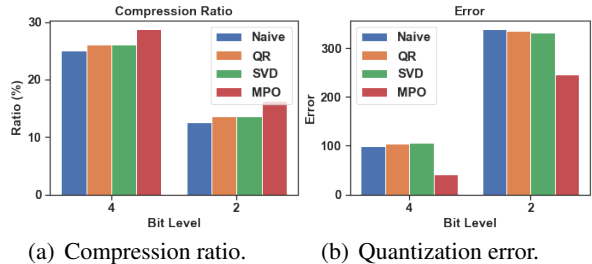 Compression Ratio
30
20
10
0
Ratio (%)
Naive
QR
SVD
MPO
4
2
Bit Level
(a) Compression ratio.
Error
300
200
100
0
Error
Naive
QR
SVD
MPO
4
2
Bit Level
(b) Quantization error.